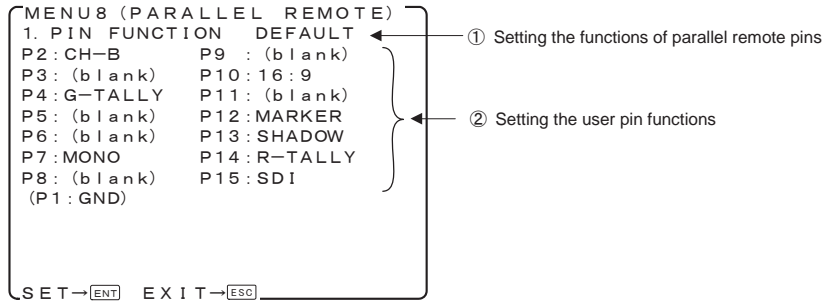 MENU8 (PARALLEL REMOTE)
1. PIN FUNCTION DEFAULT
① Setting the functions of parallel remote pins
P2:CH-B P9 : (blank)
P3: (blank) P10:16:9
P4:G-TALLY P11: (blank)
P5: (blank) P12:MARKER
② Setting the user pin functions
P6: (blank) P13:SHADOW
P7:MONO P14:R-TALLY
P8: (blank) P15:SDI
(P1:GND)
SET→ENT EXIT→ESC